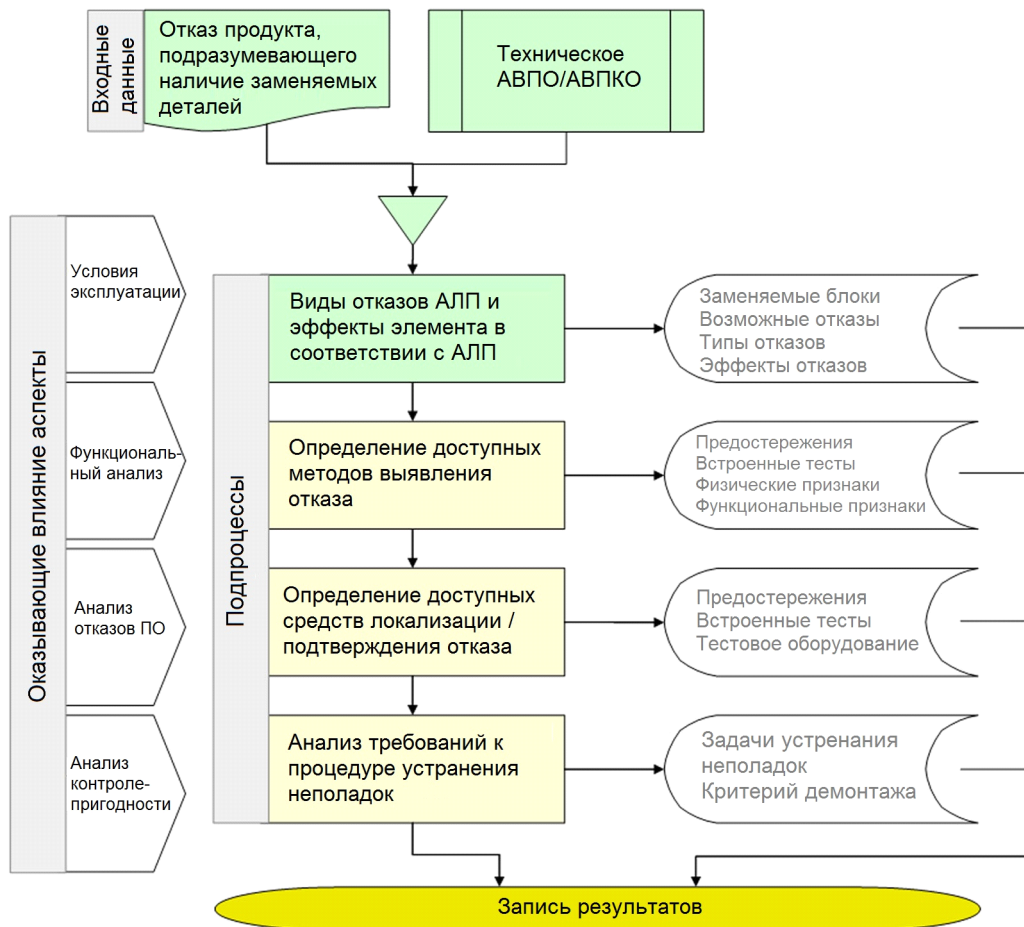 Входные
данные
Отказ продукта,
подразумевающего
наличие заменяемых
деталей
Техническое
АВПО/АВПКО
Оказывающие влияние аспекты
Условия
эксплуатации
Функциональ-
ный анализ
Анализ
отказов ПО
Анализ
контроле-
пригодности
Подпроцессы
Виды отказов АЛП и
эффекты элемента в
соответствии с АЛП
Заменяемые блоки
Возможные отказы
Типы отказов
Эффекты отказов
Определение доступных
методов выявления
отказа
Предостережения
Встроенные тесты
Физические признаки
Функциональные признаки
Определение доступных
средств локализации /
подтверждения отказа
Предостережения
Встроенные тесты
Тестовое оборудование
Анализ требований к
процедуре устранения
неполадок
Задачи устренания
неполадок
Критерий демонтажа
Запись результатов